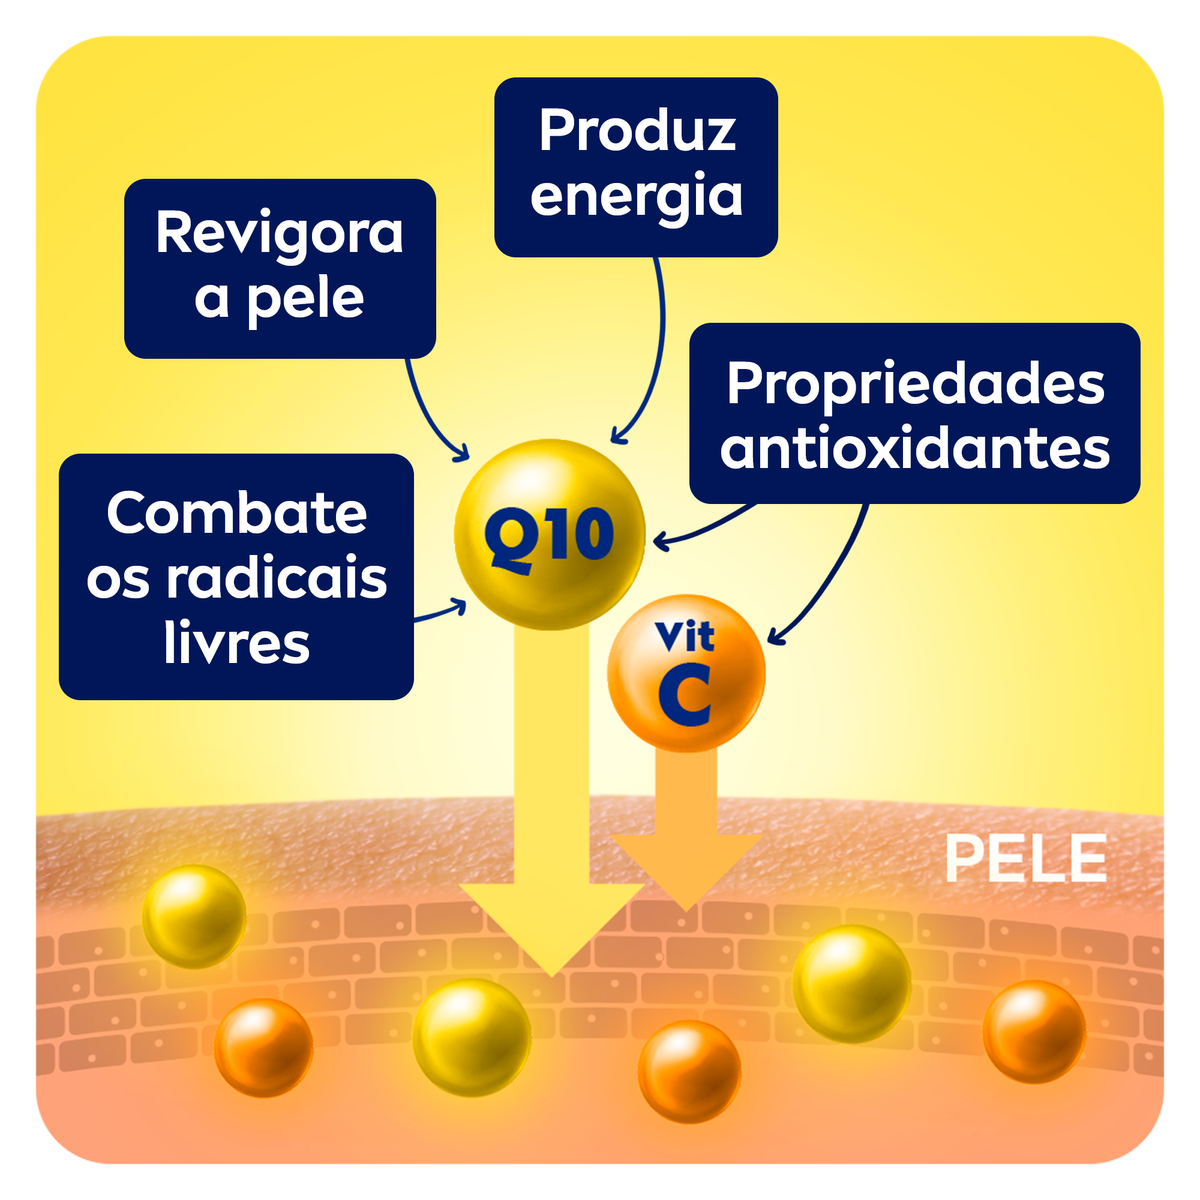 Produz
energia
Revigora
a pele
Propriedades
antioxidantes
Combate
os radicais
livres
Q10
Vit
C
PELE